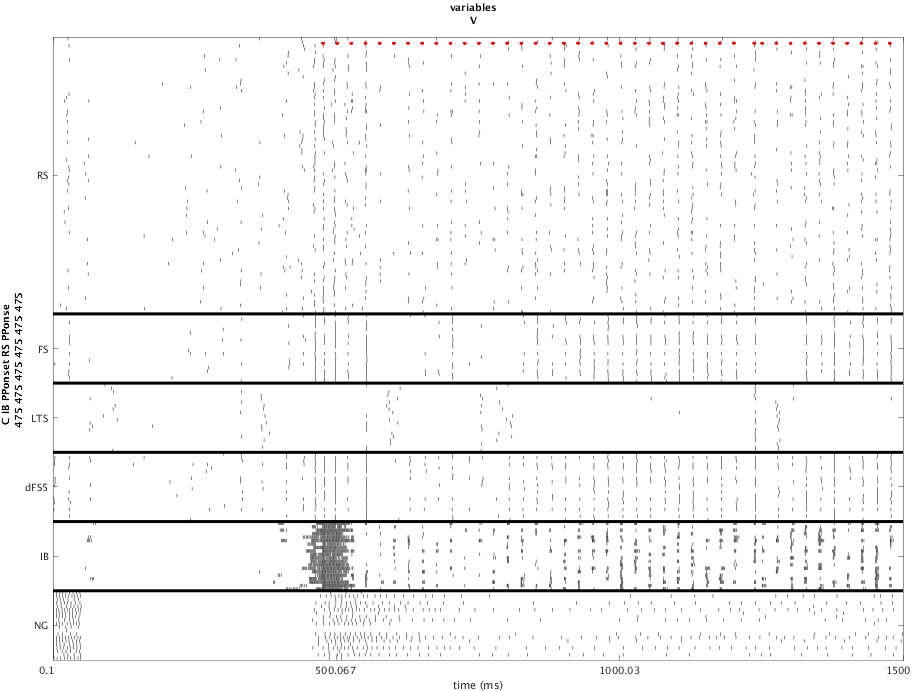 variables
V
C IB PPonset RS PPonse
475 475 475 475 475 475
RS
FS
LTS
dFS5
IB
NG
0.1
500.067
1000.03
1500
time (ms)